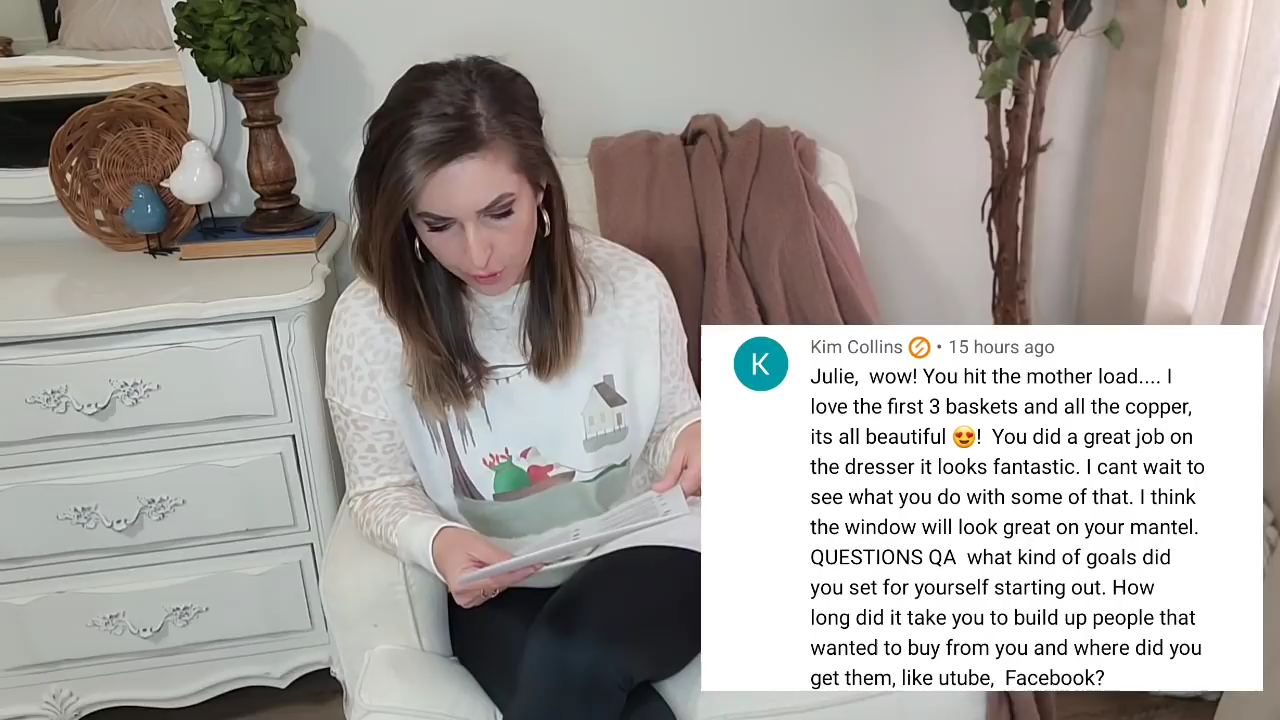 K
Kim Collins • 15 hours ago
Julie, wow! You hit the mother load.... I
love the first 3 baskets and all the copper,
its all beautiful 😍! You did a great job on
the dresser it looks fantastic. I cant wait to
see what you do with some of that. I think
the window will look great on your mantel.
QUESTIONS QA what kind of goals did
you set for yourself starting out. How
long did it take you to build up people that
wanted to buy from you and where did you
get them, like utube, Facebook?